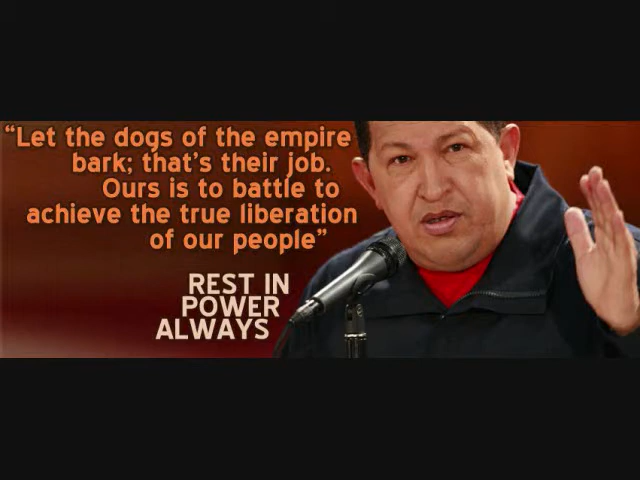 “Let the dogs of the empire
bark; that's their job.
Ours is to battle to
achieve the true liberation
of our people”
REST IN
POWER
ALWAYS